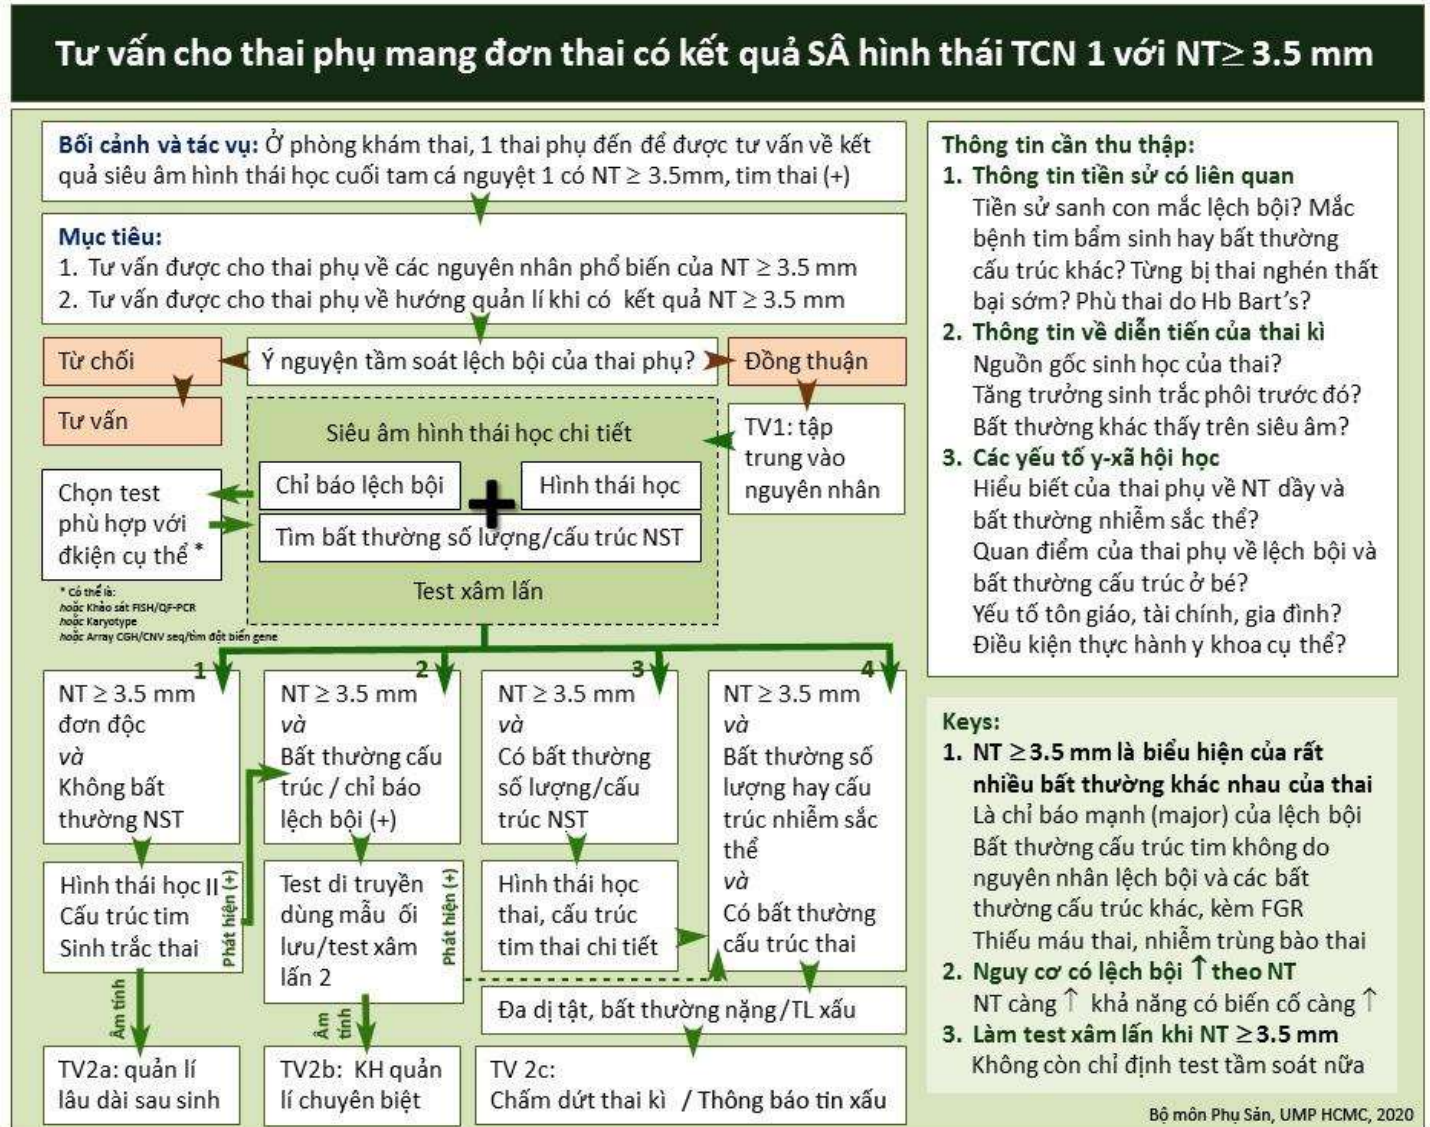 Tư vấn cho thai phụ mang đơn thai có kết quả SÂ hình thái TCN 1 với NT≥ 3.5 mm
Bối cảnh và tác vụ: Ở phòng khám thai, 1 thai phụ đến để được tư vấn về kết
quả siêu âm hình thái học cuối tam cá nguyệt 1 có NT ≥ 3.5mm, tim thai (+)
Mục tiêu:
1. Tư vấn được cho thai phụ về các nguyên nhân phổ biến của NT ≥ 3.5 mm
2. Tư vấn được cho thai phụ về hướng quản lí khi có kết quả NT ≥ 3.5 mm
Từ chối
Ý nguyện tầm soát lệch bội của thai phụ?
Đồng thuận
Tư vấn
Siêu âm hình thái học chi tiết
Chỉ báo lệch bội
+
Hình thái học
Tìm bất thường số lượng/cấu trúc NST
Test xâm lấn
TV1: tập
trung vào
nguyên nhân
Chọn test
phù hợp với
đkiện cụ thể *
* Có thể là:
hoặc Khảo sát FISH/QF-PCR
hoặc Karyotype
hoặc Array CGH/CNV seq/tìm đột biến gene
1
NT ≥ 3.5 mm
đơn độc
và
Không bất
thường NST
Hình thái học II
Cấu trúc tim
Sinh trắc thai
Phát hiện (+)
Âm tính
TV2a: quản lí
lâu dài sau sinh
2
NT ≥ 3.5 mm
và
Bất thường cấu
trúc / chỉ báo
lệch bội (+)
Test di truyền
dùng mẫu ối
lưu/test xâm
lấn 2
Phát hiện (+)
Âm
tính
TV2b: KH quản
lí chuyên biệt
3
NT ≥ 3.5 mm
và
Có bất thường
số lượng/cấu
trúc NST
Hình thái học
thai, cấu trúc
tim thai chi tiết
4
NT ≥ 3.5 mm
và
Bất thường số
lượng hay cấu
trúc nhiễm sắc
thể
và
Có bất thường
cấu trúc thai
Đa dị tật, bất thường nặng/TL xấu
TV 2c:
Chấm dứt thai kì / Thông báo tin xấu
Thông tin cần thu thập:
1. Thông tin tiền sử có liên quan
Tiền sử sanh con mắc lệch bội? Mắc
bệnh tim bẩm sinh hay bất thường
cấu trúc khác? Từng bị thai nghén thất
bại sớm? Phù thai do Hb Bart’s?
2. Thông tin về diễn tiến của thai kì
Nguồn gốc sinh học của thai?
Tăng trưởng sinh trắc phôi trước đó?
Bất thường khác thấy trên siêu âm?
3. Các yếu tố y-xã hội học
Hiểu biết của thai phụ về NT dầy và
bất thường nhiễm sắc thể?
Quan điểm của thai phụ về lệch bội và
bất thường cấu trúc ở bé?
Yếu tố tôn giáo, tài chính, gia đình?
Điều kiện thực hành y khoa cụ thể?
Keys:
1. NT ≥ 3.5 mm là biểu hiện của rất
nhiều bất thường khác nhau của thai
Là chỉ báo mạnh (major) của lệch bội
Bất thường cấu trúc tim không do
nguyên nhân lệch bội và các bất
thường cấu trúc khác, kèm FGR
Thiếu máu thai, nhiễm trùng bào thai
2. Nguy cơ có lệch bội ↑ theo NT
NT càng ↑ khả năng có biến cố càng ↑
3. Làm test xâm lấn khi NT ≥ 3.5 mm
Không còn chỉ định test tầm soát nữa
Bộ môn Phụ Sản, UMP HCMC, 2020